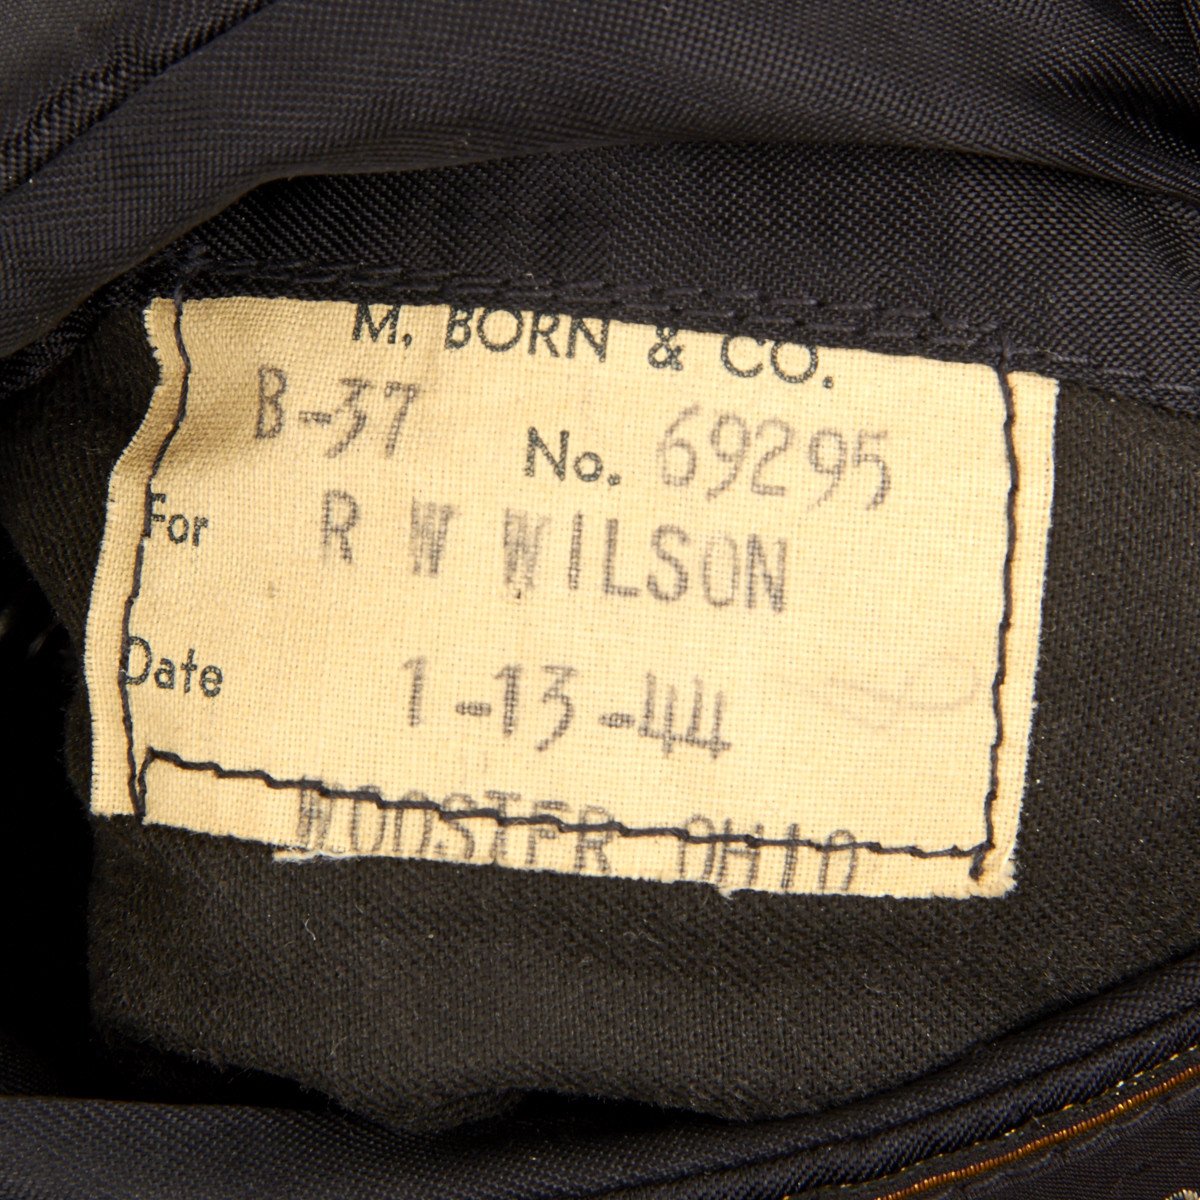 M. BORN & CO.
B-37 No. 69295
For R W WILSON
Date 1-13-44
WOOSTER OHIO